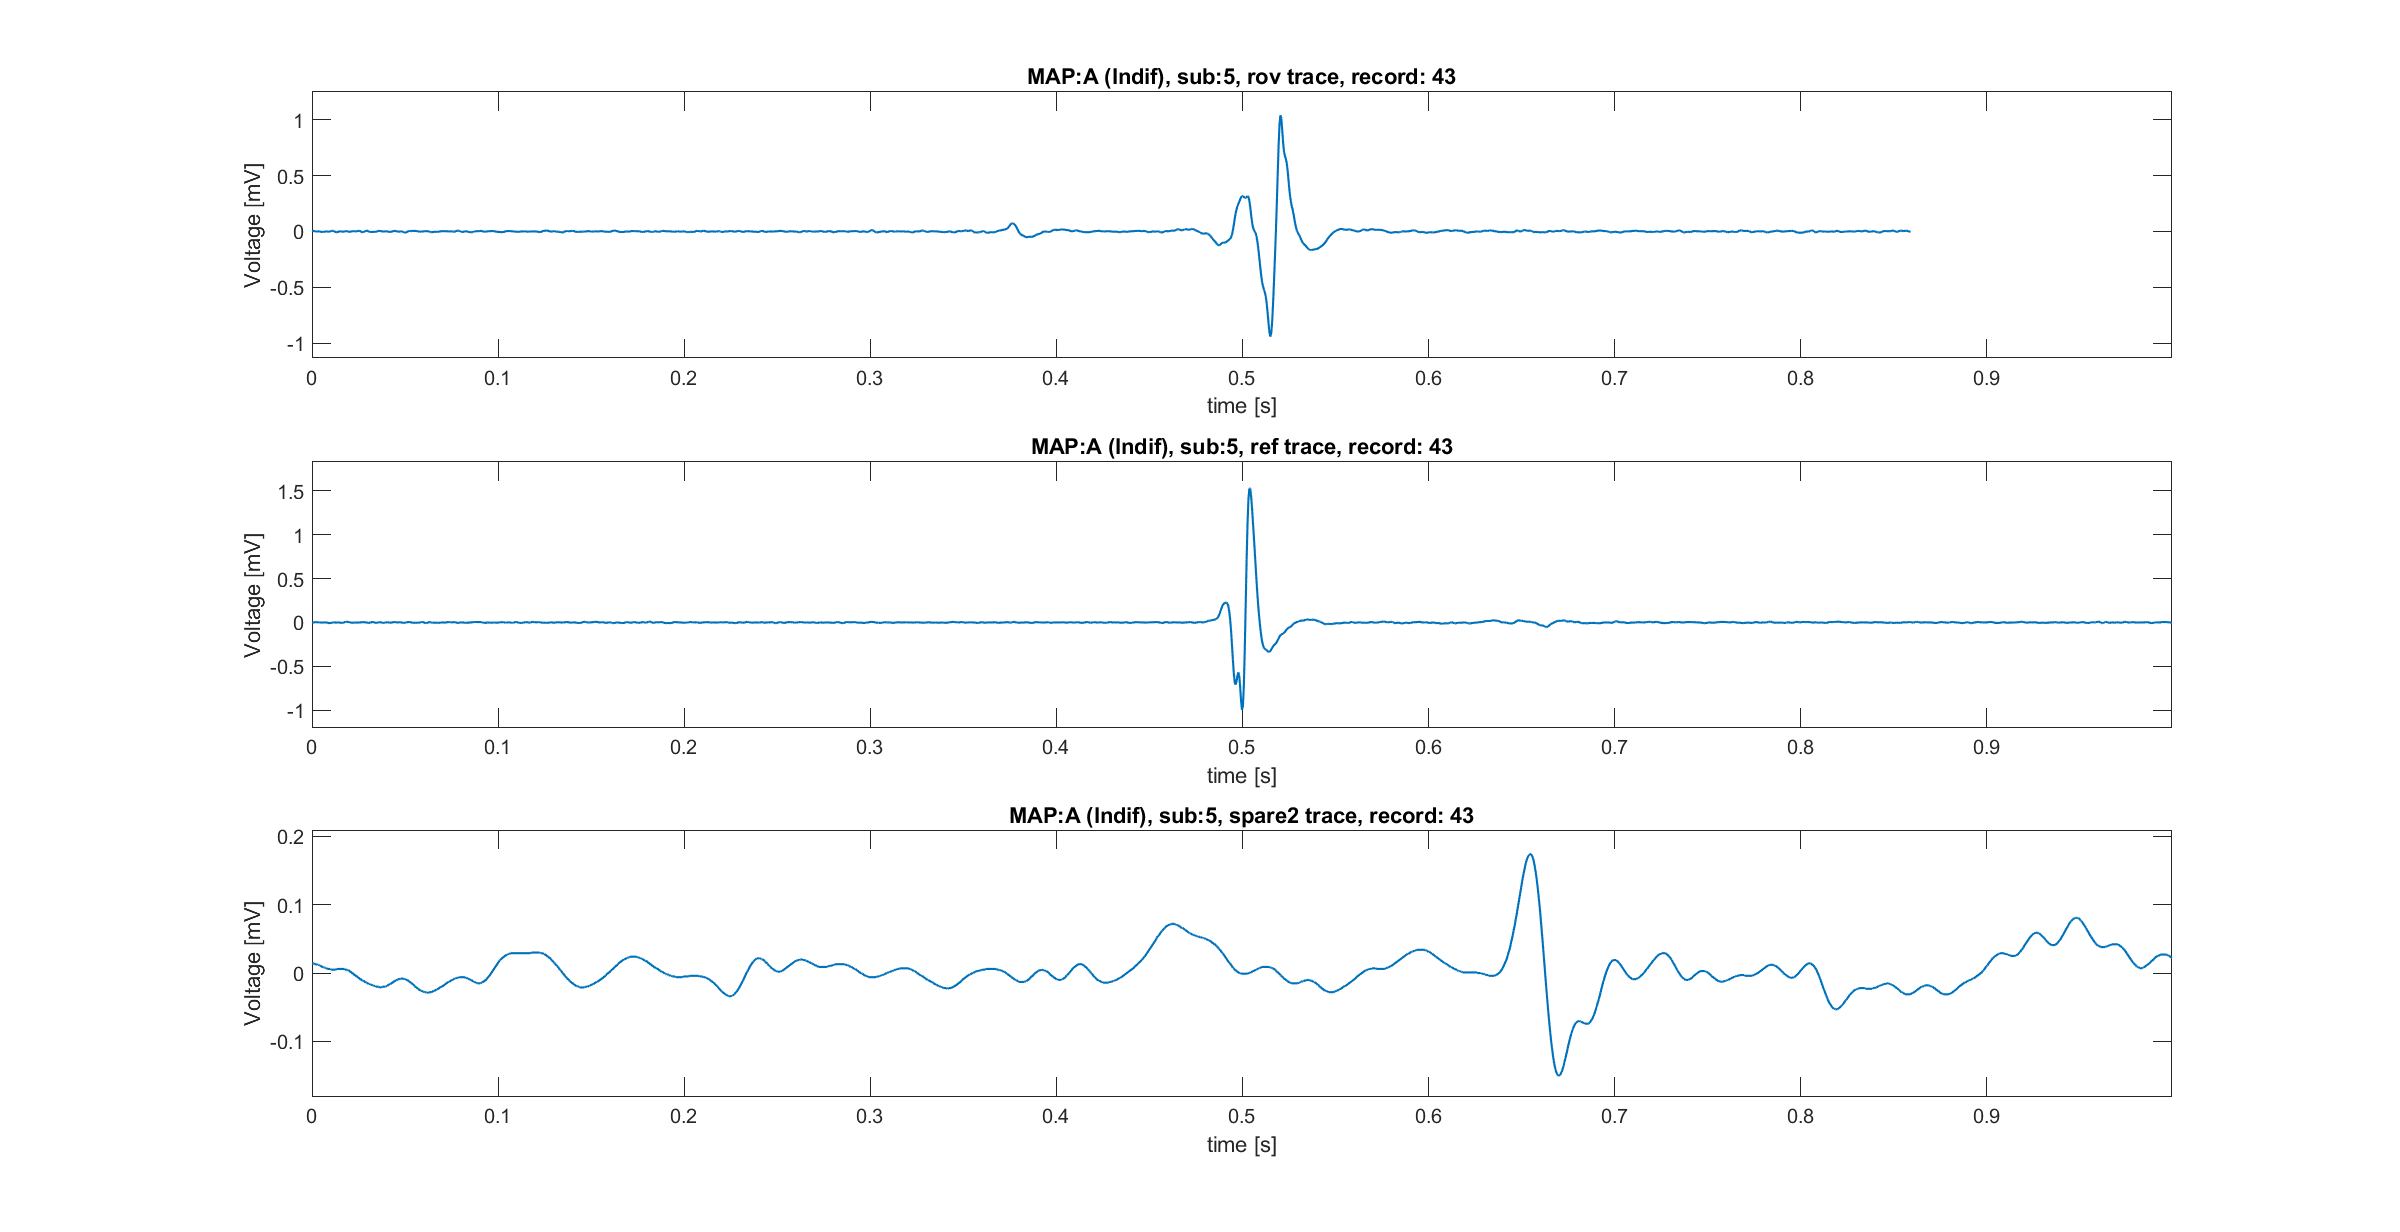 MAP:A (Indif), sub:5, rov trace, record: 43
Voltage [mV]
1
0.5
0
-0.5
-1
0 0.1 0.2 0.3 0.4 0.5 0.6 0.7 0.8 0.9
time [s]
MAP:A (Indif), sub:5, ref trace, record: 43
Voltage [mV]
1.5
1
0.5
0
-0.5
-1
0 0.1 0.2 0.3 0.4 0.5 0.6 0.7 0.8 0.9
time [s]
MAP:A (Indif), sub:5, spare2 trace, record: 43
Voltage [mV]
0.2
0.1
0
-0.1
0 0.1 0.2 0.3 0.4 0.5 0.6 0.7 0.8 0.9
time [s]